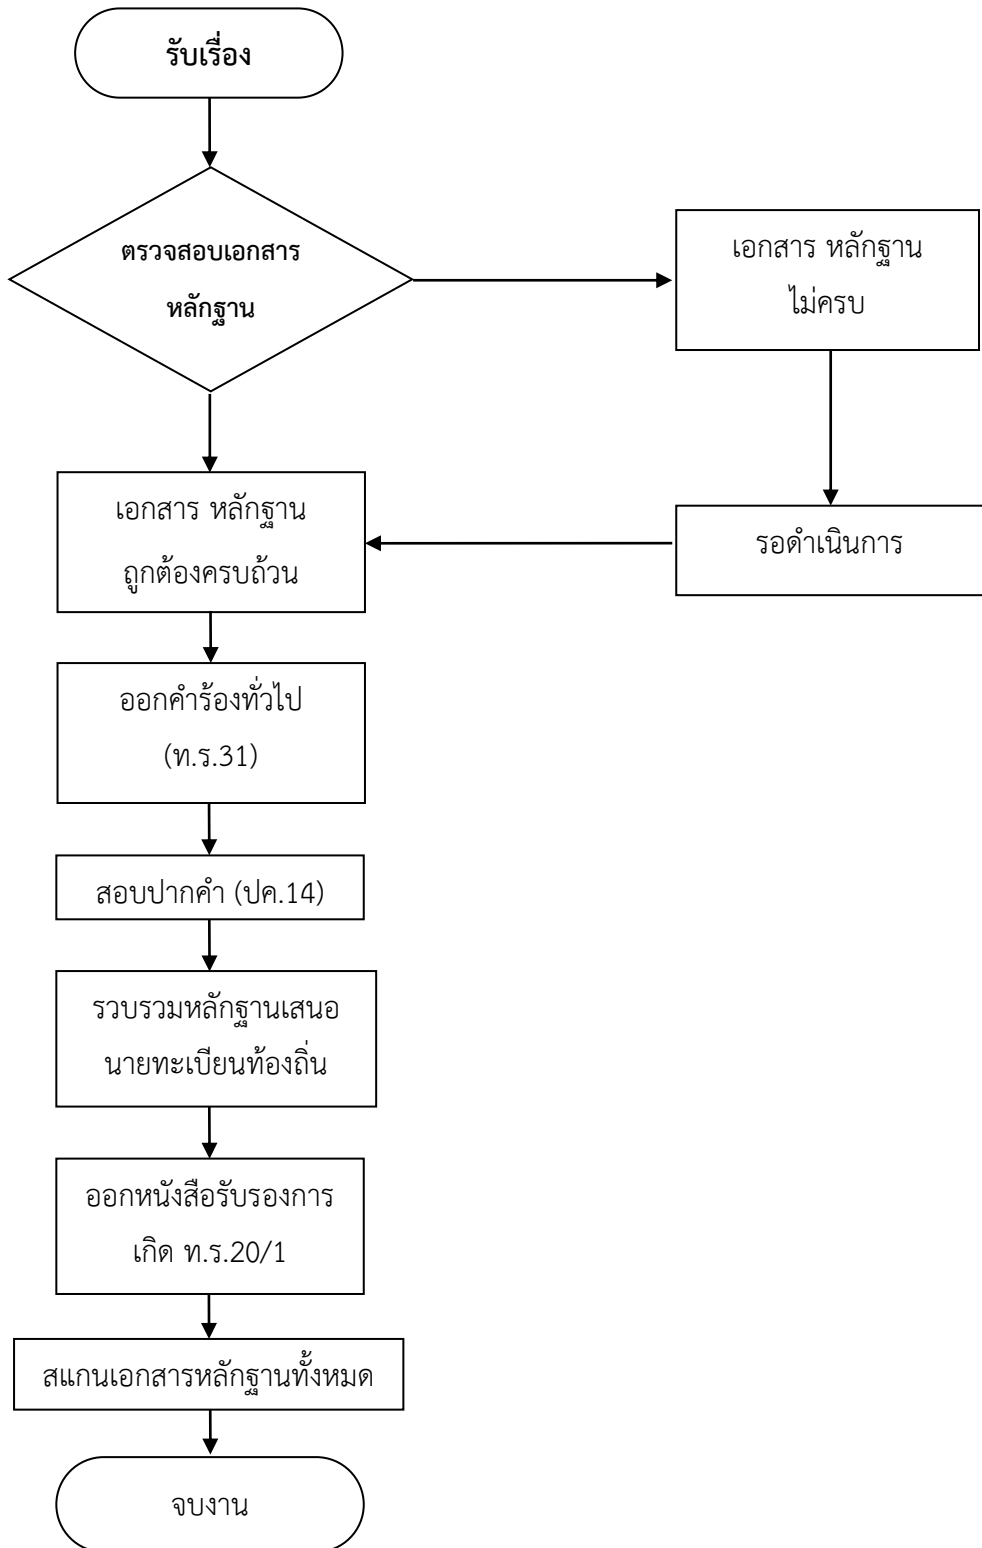 รับเรื่อง
ตรวจสอบเอกสาร
หลักฐาน
เอกสาร หลักฐาน
ไม่ครบ
เอกสาร หลักฐาน
ถูกต้องครบถ้วน
รอดำเนินการ
ออกคำร้องทั่วไป
(ท.ร.31)
สอบปากคำ (ปค.14)
รวบรวมหลักฐานเสนอ
นายทะเบียนท้องถิ่น
ออกหนังสือรับรองการ
เกิด ท.ร.20/1
สแกนเอกสารหลักฐานทั้งหมด
จบงาน